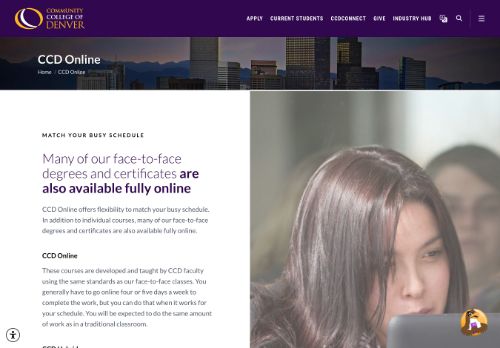 COMMUNITY
COLLEGE OF
DENVER
APPLY CURRENT STUDENTS CCDCONNECT GIVE INDUSTRY HUB
CCD Online
Home / CCD Online
MATCH YOUR BUSY SCHEDULE
Many of our face-to-face
degrees and certificates are
also available fully online
CCD Online offers flexibility to match your busy schedule.
In addition to individual courses, many of our face-to-face
degrees and certificates are also available fully online.
CCD Online
These courses are developed and taught by CCD faculty
using the same standards as our face-to-face classes. You
generally have to go online four or five days a week to
complete the work, but you can do that when it works for
your schedule. You will be expected to do the same amount
of work as in a traditional classroom.